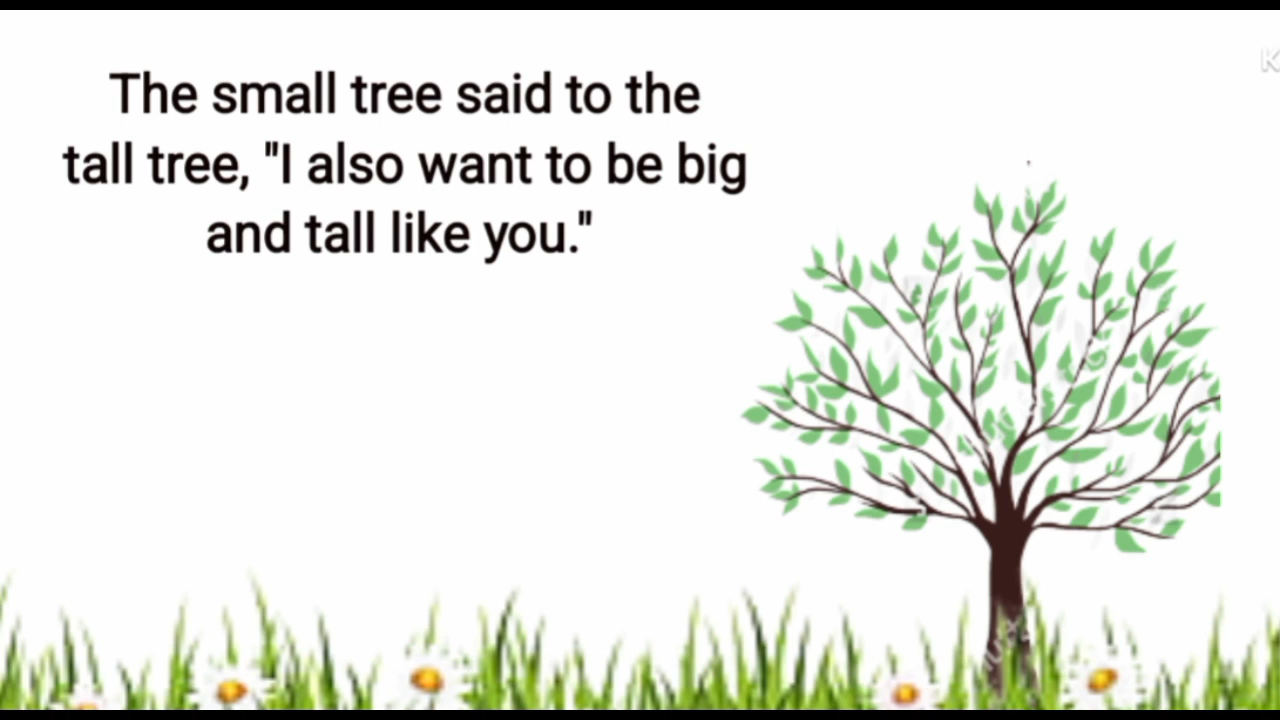 The small tree said to the
tall tree, "I also want to be big
and tall like you."
K